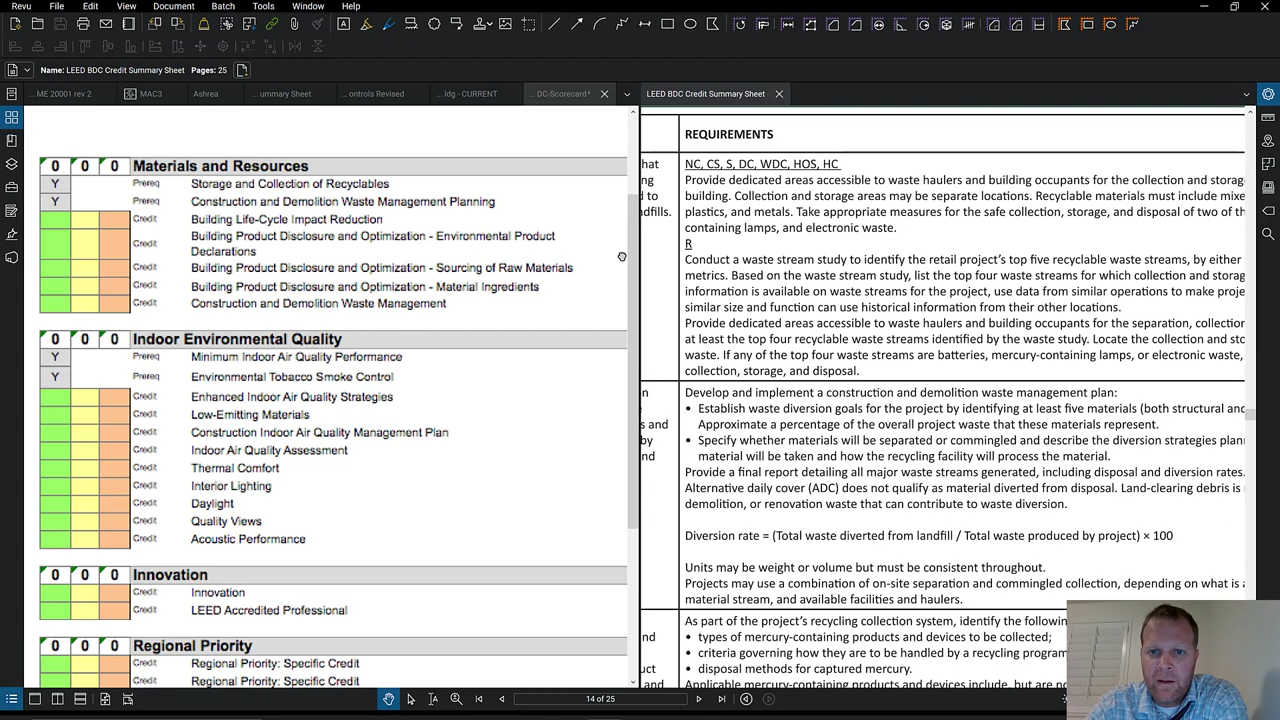 Revu File Edit View Document Batch Tools Window Help
Name: LEED BDC Credit Summary Sheet Pages: 25
ME 20001 rev 2 MAC3 Ashrea ...ummary Sheet ...ontrols Revised ...ldg - CURRENT ...DC-Scorecard* LEED BDC Credit Summary Sheet
0 0 0 Materials and Resources
Y Prereq Storage and Collection of Recyclables
Y Prereq Construction and Demolition Waste Management Planning
Credit Building Life-Cycle Impact Reduction
Credit Building Product Disclosure and Optimization - Environmental Product
Declarations
Credit Building Product Disclosure and Optimization - Sourcing of Raw Materials
Credit Building Product Disclosure and Optimization - Material Ingredients
Credit Construction and Demolition Waste Management
0 0 0 Indoor Environmental Quality
Y Prereq Minimum Indoor Air Quality Performance
Y Prereq Environmental Tobacco Smoke Control
Credit Enhanced Indoor Air Quality Strategies
Credit Low-Emitting Materials
Credit Construction Indoor Air Quality Management Plan
Credit Indoor Air Quality Assessment
Credit Thermal Comfort
Credit Interior Lighting
Credit Daylight
Credit Quality Views
Credit Acoustic Performance
0 0 0 Innovation
Credit Innovation
Credit LEED Accredited Professional
0 0 0 Regional Priority
Credit Regional Priority: Specific Credit
Credit Regional Priority: Specific Credit
REQUIREMENTS
hat NC, CS, S, DC, WDC, HOS, HC
ng Provide dedicated areas accessible to waste haulers and building occupants for the collection and storag
d to building. Collection and storage areas may be separate locations. Recyclable materials must include mixe
dfills. plastics, and metals. Take appropriate measures for the safe collection, storage, and disposal of two of th
containing lamps, and electronic waste.
R
Conduct a waste stream study to identify the retail project's top five recyclable waste streams, by either
metrics. Based on the waste stream study, list the top four waste streams for which collection and storag
information is available on waste streams for the project, use data from similar operations to make proje
similar size and function can use historical information from their other locations.
Provide dedicated areas accessible to waste haulers and building occupants for the separation, collection
at least the top four recyclable waste streams identified by the waste study. Locate the collection and sto
waste. If any of the top four waste streams are batteries, mercury-containing lamps, or electronic waste,
collection, storage, and disposal.
on Develop and implement a construction and demolition waste management plan:
• Establish waste diversion goals for the project by identifying at least five materials (both structural and
s and Approximate a percentage of the overall project waste that these materials represent.
by • Specify whether materials will be separated or commingled and describe the diversion strategies plan
nd material will be taken and how the recycling facility will process the material.
Provide a final report detailing all major waste streams generated, including disposal and diversion rates.
Alternative daily cover (ADC) does not qualify as material diverted from disposal. Land-clearing debris is
demolition, or renovation waste that can contribute to waste diversion.
Diversion rate = (Total waste diverted from landfill / Total waste produced by project) × 100
Units may be weight or volume but must be consistent throughout.
Projects may use a combination of on-site separation and commingled collection, depending on what is a
material stream, and available facilities and haulers.
As part of the project's recycling collection system, identify the following
nd • types of mercury-containing products and devices to be collected;
• criteria governing how they are to be handled by a recycling program
uct • disposal methods for captured mercury.
and Applicable mercury-containing products and devices include, but are no
14 of 25